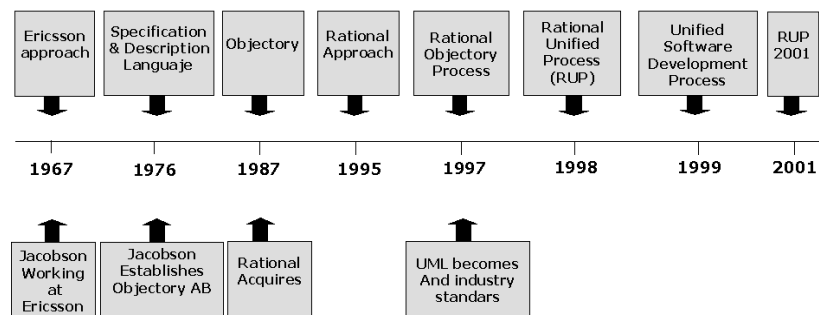 Ericsson
approach
Specification
& Description
Languaje
Objectory
Rational
Approach
Rational
Objectory
Process
Rational
Unified
Process
(RUP)
Unified
Software
Development
Process
RUP
2001
1967
1976
1987
1995
1997
1998
1999
2001
Jacobson
Working
at
Ericsson
Jacobson
Establishes
Objectory AB
Rational
Acquires
UML becomes
And industry
standars